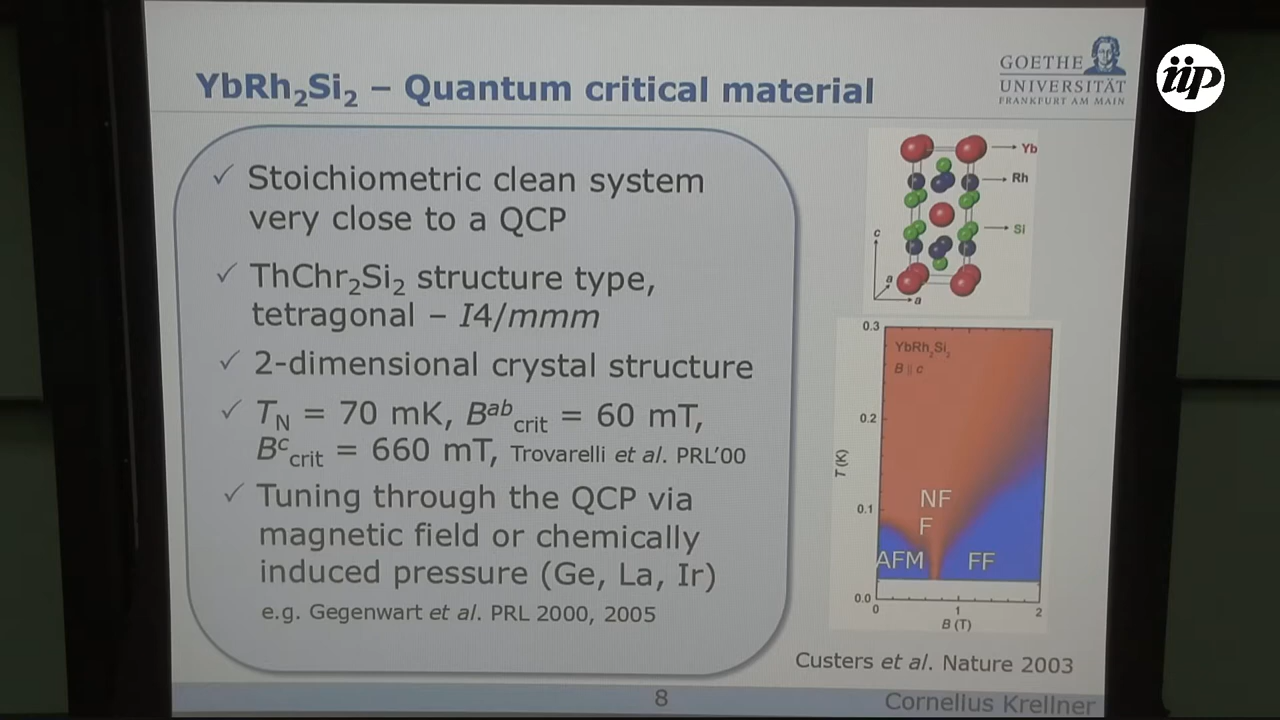 YbRh₂Si₂ – Quantum critical material
GOETHE
UNIVERSITÄT
FRANKFURT AM MAIN
iip
✓ Stoichiometric clean system
very close to a QCP
✓ ThChr₂Si₂ structure type,
tetragonal – I4/mmm
✓ 2-dimensional crystal structure
✓ T_N = 70 mK, B^ab_crit = 60 mT,
B^c_crit = 660 mT, Trovarelli et al. PRL'00
✓ Tuning through the QCP via
magnetic field or chemically
induced pressure (Ge, La, Ir)
e.g. Gegenwart et al. PRL 2000, 2005
Yb
Rh
Si
c
a
a
0.3
YbRh₂Si₂
B || c
0.2
T (K)
NF
0.1
F
AFM FF
0.0
0 1 2
B (T)
Custers et al. Nature 2003
8
Cornelius Krellner